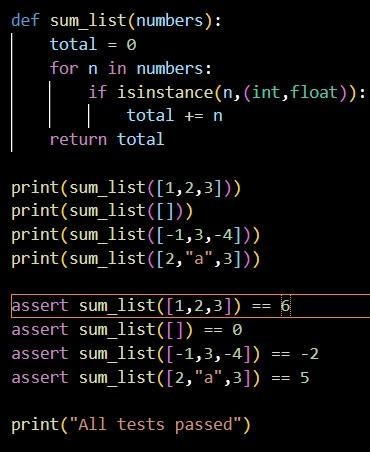 def sum_list(numbers):
    total = 0
    for n in numbers:
        if isinstance(n,(int,float)):
            total += n
    return total

print(sum_list([1,2,3]))
print(sum_list([]))
print(sum_list([-1,3,-4]))
print(sum_list([2,"a",3]))

assert sum_list([1,2,3]) == 6
assert sum_list([]) == 0
assert sum_list([-1,3,-4]) == -2
assert sum_list([2,"a",3]) == 5

print("All tests passed")